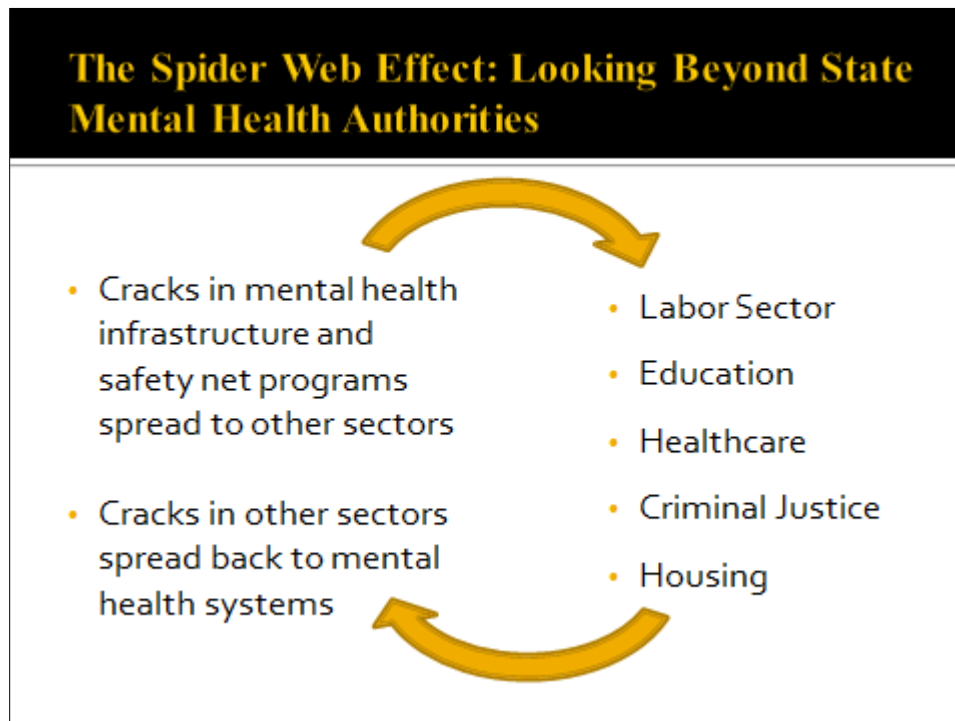 The Spider Web Effect: Looking Beyond State
Mental Health Authorities
• Cracks in mental health
infrastructure and
safety net programs
spread to other sectors
• Cracks in other sectors
spread back to mental
health systems
• Labor Sector
• Education
• Healthcare
• Criminal Justice
• Housing